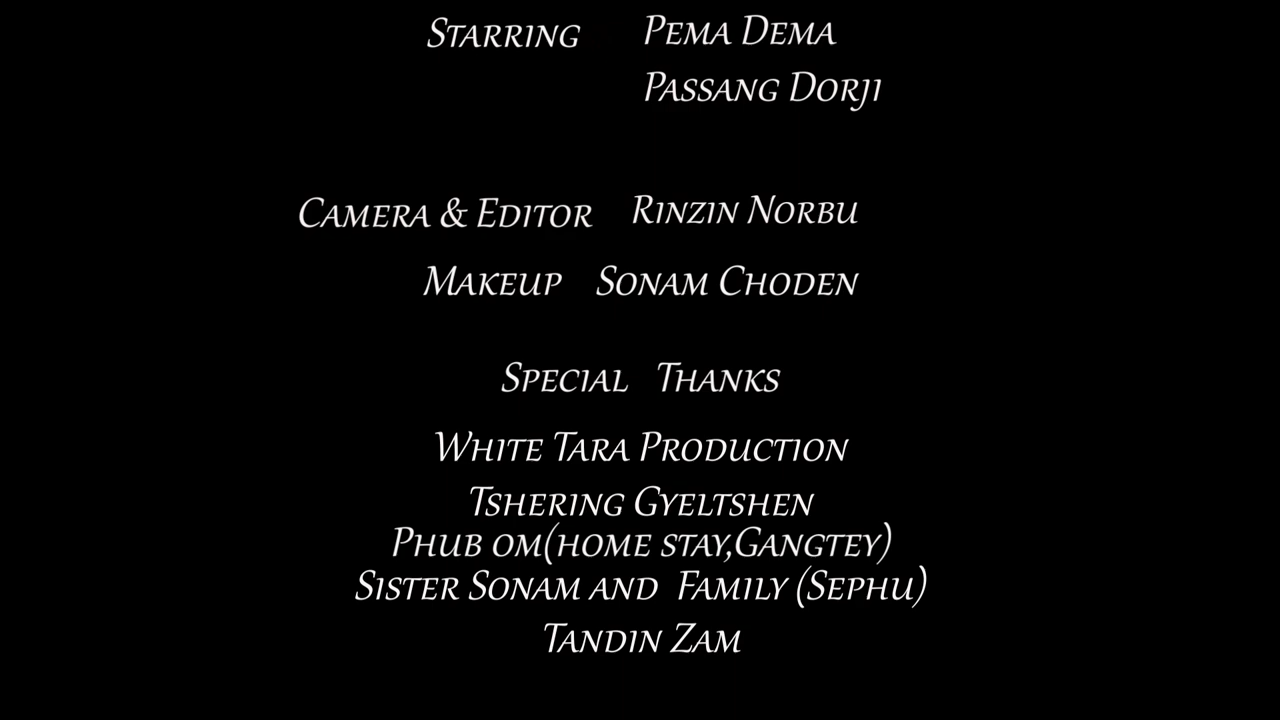 Starring Pema Dema
Passang Dorji
Camera & Editor Rinzin Norbu
Makeup Sonam Choden
Special Thanks
White Tara Production
Tshering Gyeltshen
Phub om(home stay,Gangtey)
Sister Sonam and Family (Sephu)
Tandin Zam